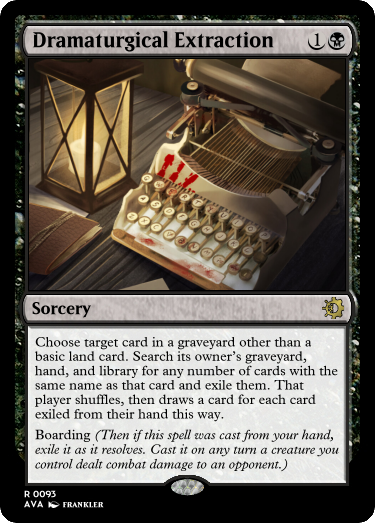 Dramaturgical Extraction 1
Sorcery
Choose target card in a graveyard other than a
basic land card. Search its owner's graveyard,
hand, and library for any number of cards with the
same name as that card and exile them. That
player shuffles, then draws a card for each card
exiled from their hand this way.
Boarding (Then if this spell was cast from your hand,
exile it as it resolves. Cast it on any turn a creature you
control dealt combat damage to an opponent.)
R 0093
AVA FRANKLER